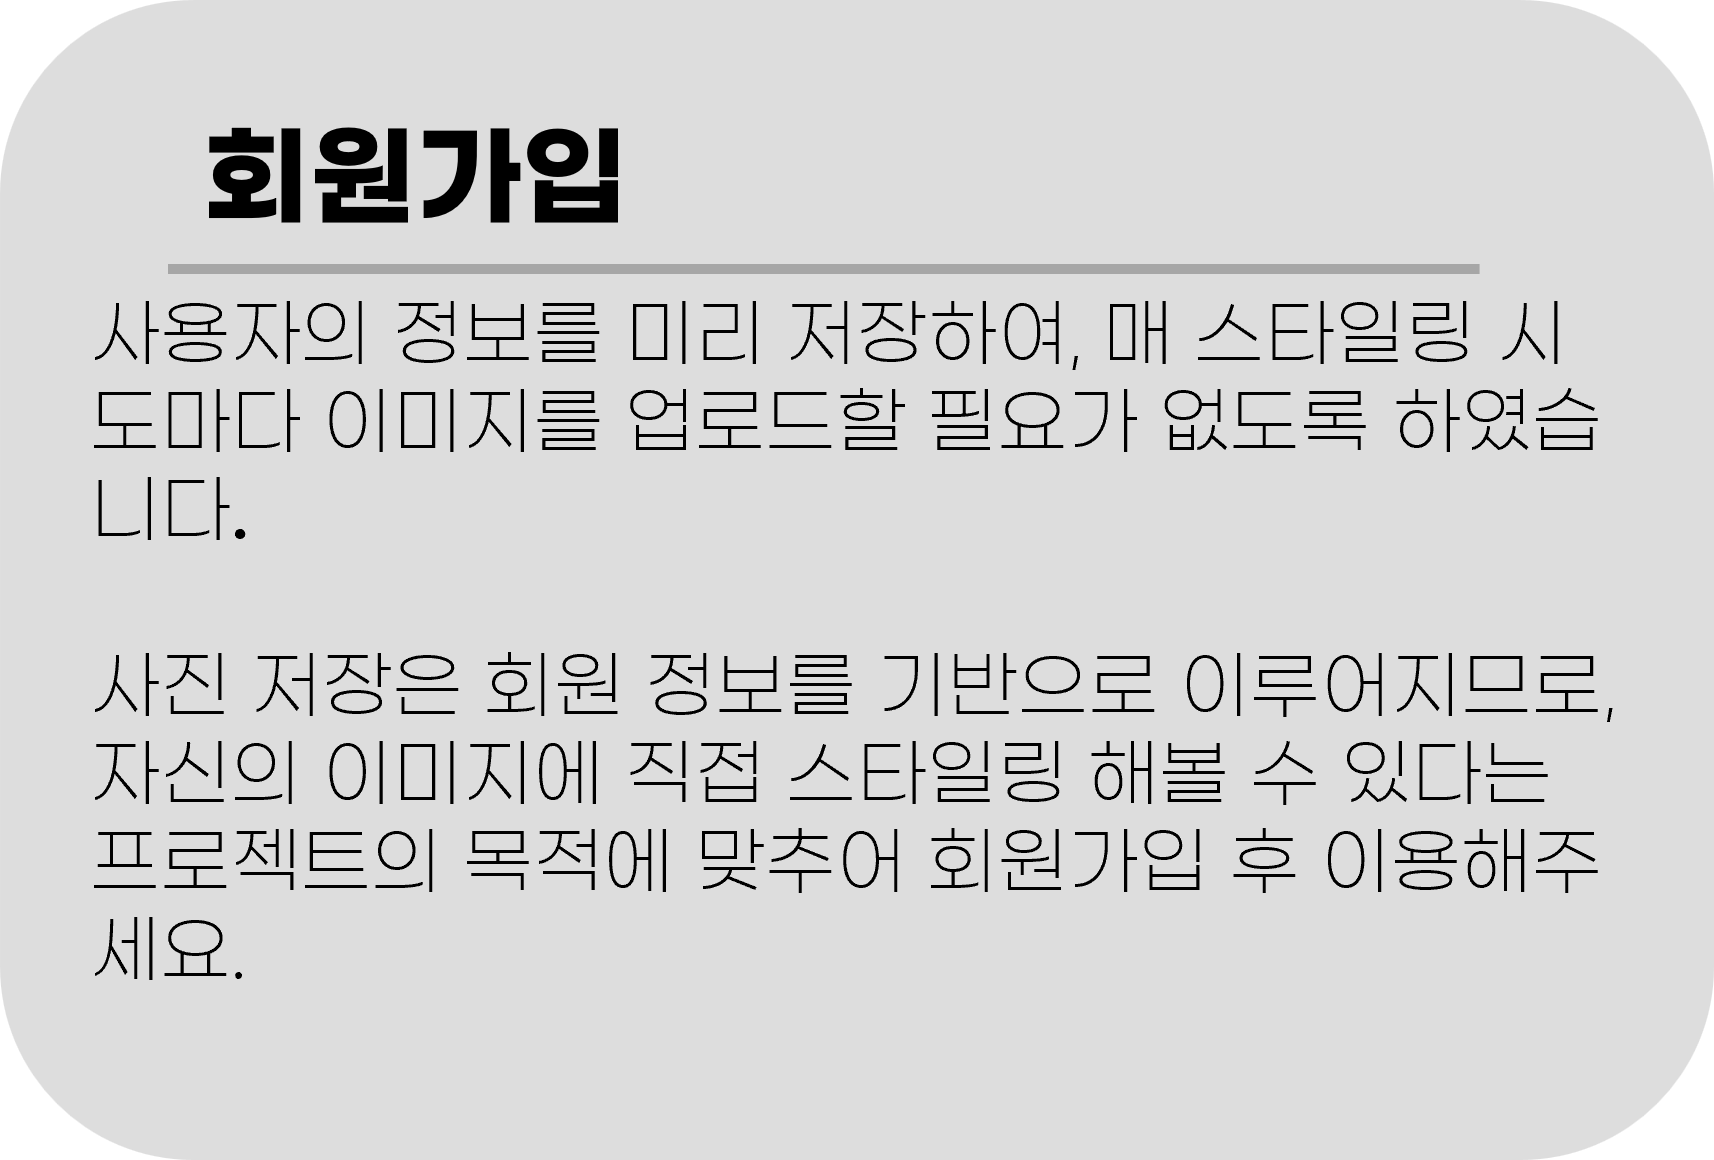 회원가입
사용자의 정보를 미리 저장하여, 매 스타일링 시
도마다 이미지를 업로드할 필요가 없도록 하였습
니다.
사진 저장은 회원 정보를 기반으로 이루어지므로,
자신의 이미지에 직접 스타일링 해볼 수 있다는
프로젝트의 목적에 맞추어 회원가입 후 이용해주
세요.